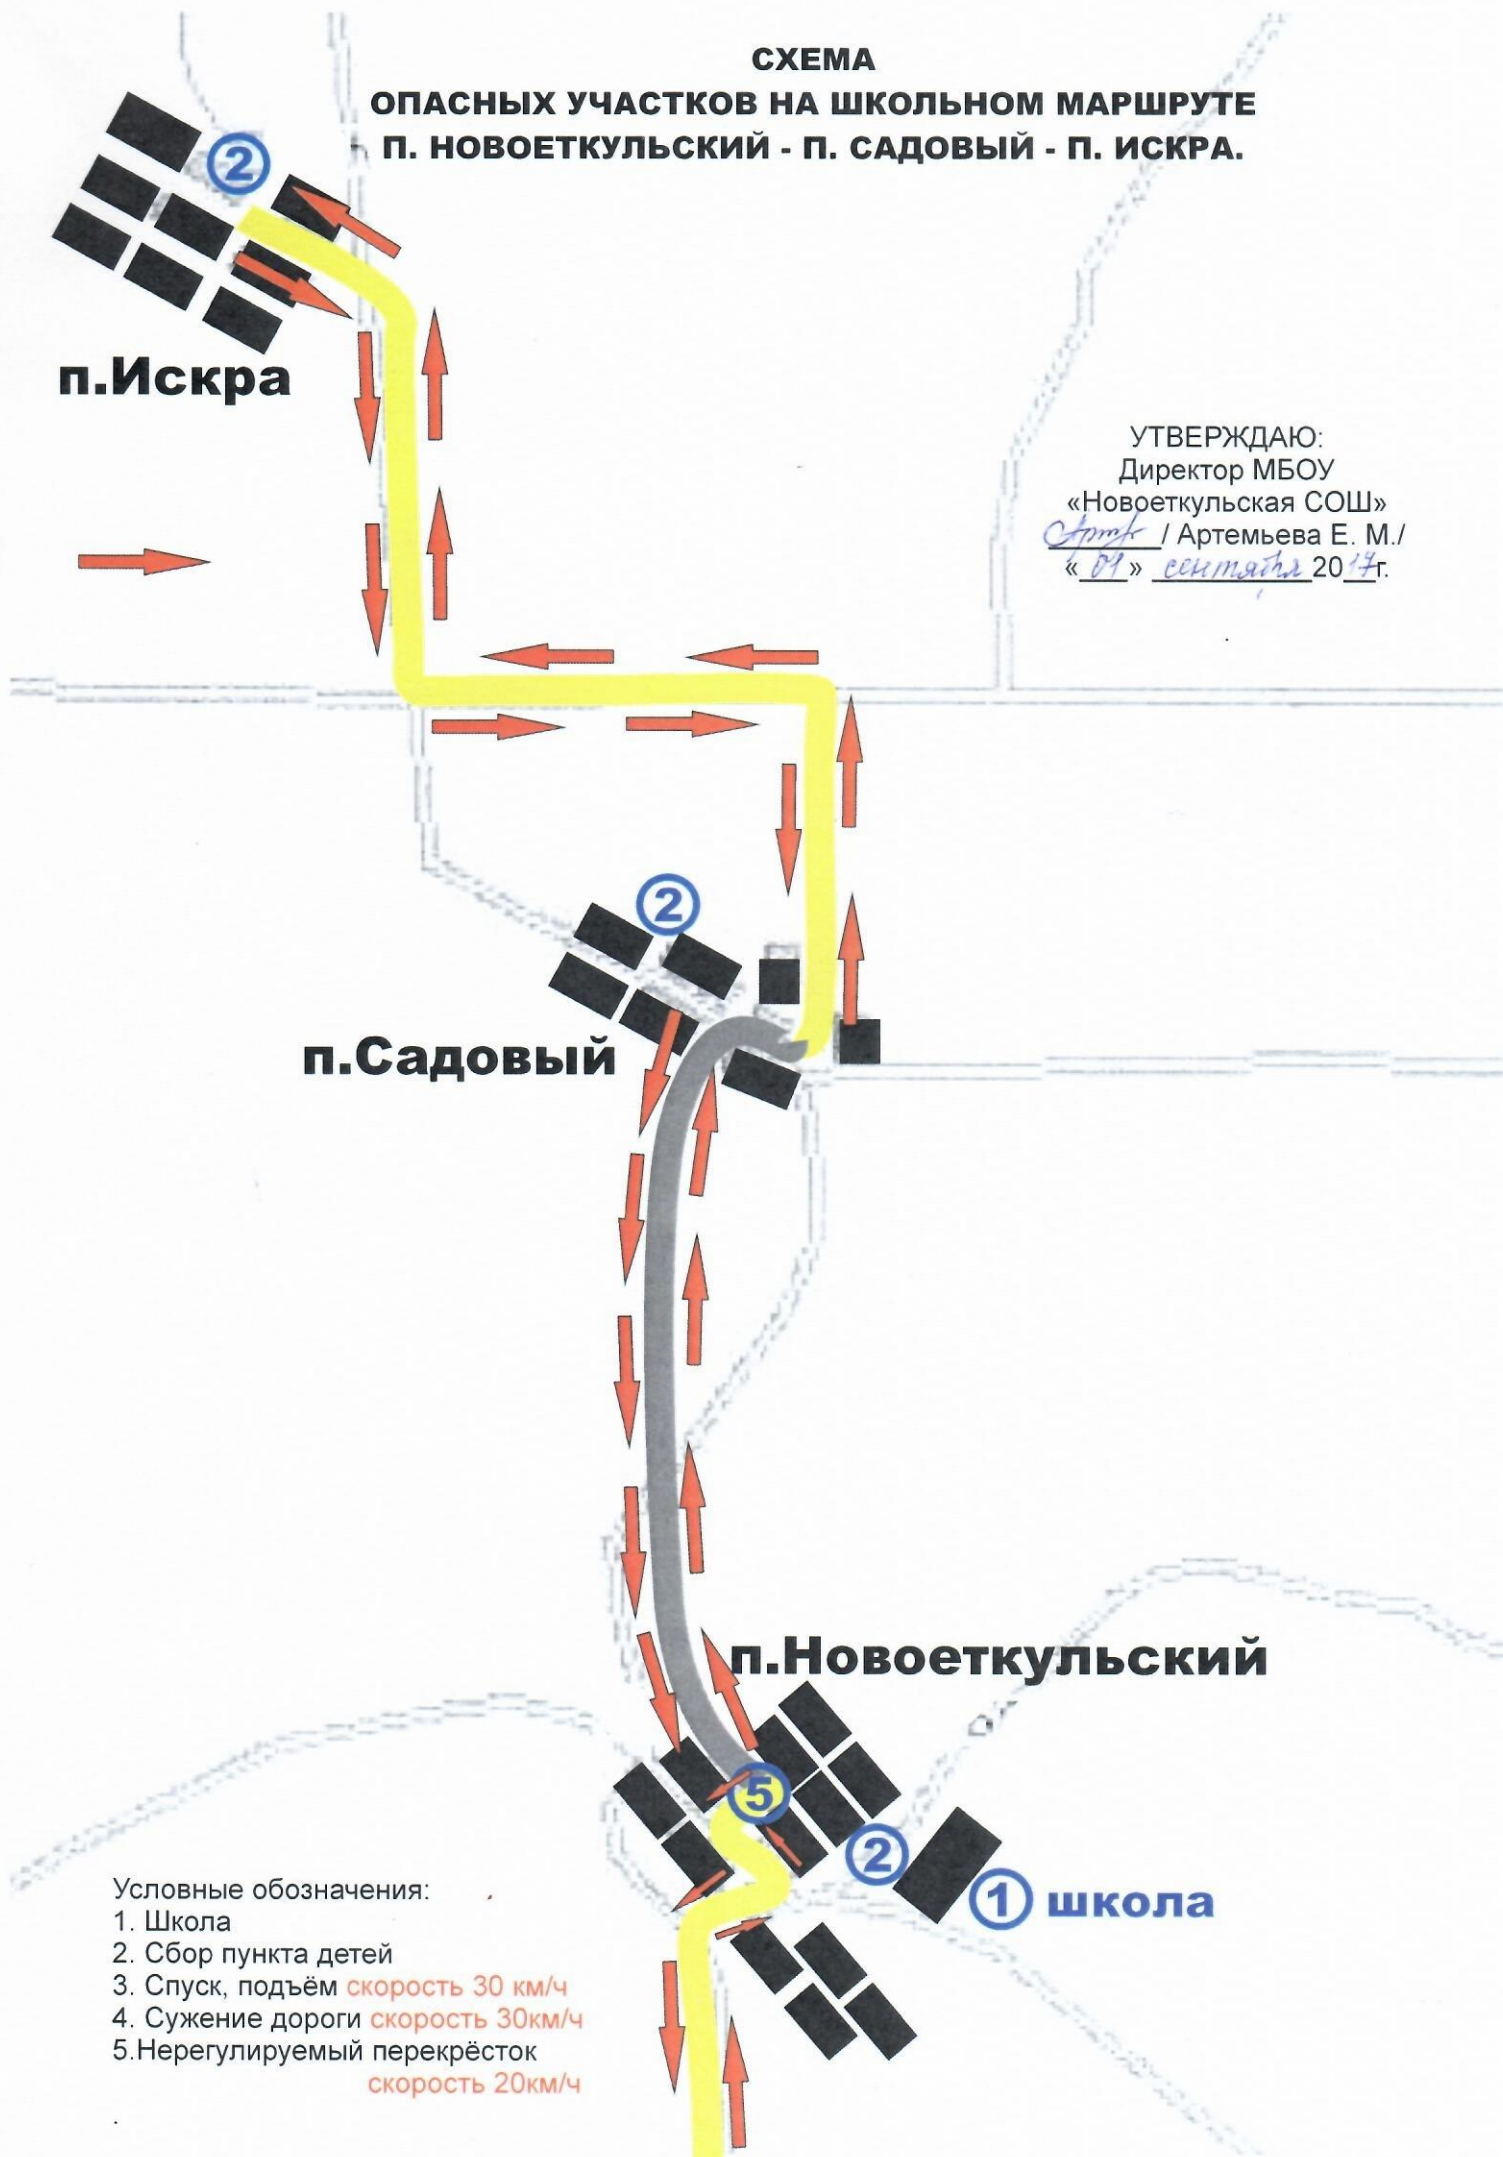 СХЕМА
ОПАСНЫХ УЧАСТКОВ НА ШКОЛЬНОМ МАРШРУТЕ
П. НОВОЕТКУЛЬСКИЙ - П. САДОВЫЙ - П. ИСКРА.
2
п.Искра
УТВЕРЖДАЮ:
Директор МБОУ
«Новоеткульская СОШ»
/ Артемьева Е. М./
«01» сентября 2017г.
2
п.Садовый
п.Новоеткульский
5
2
1 школа
Условные обозначения:
1. Школа
2. Сбор пункта детей
3. Спуск, подъём скорость 30 км/ч
4. Сужение дороги скорость 30км/ч
5.Нерегулируемый перекрёсток
скорость 20км/ч